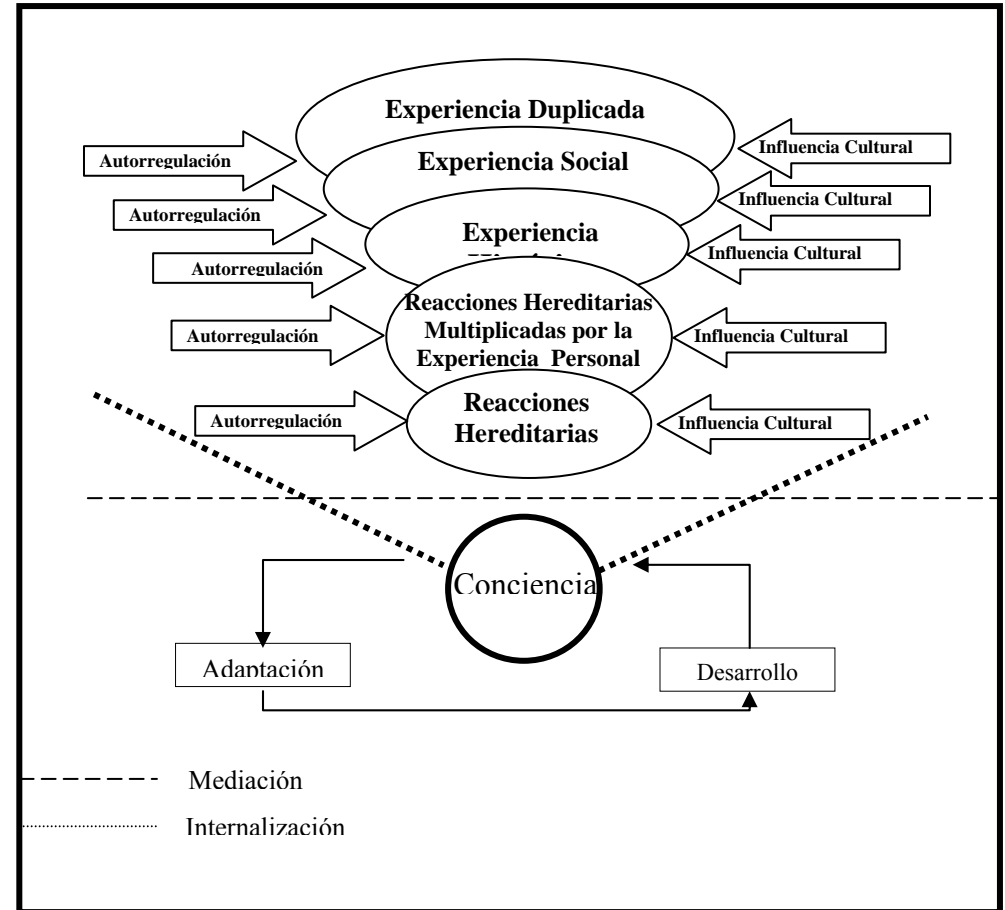 Experiencia Duplicada
Autorregulación
Influencia Cultural
Experiencia Social
Autorregulación
Influencia Cultural
Experiencia
Autorregulación
Influencia Cultural
Reacciones Hereditarias
Multiplicadas por la
Experiencia Personal
Autorregulación
Influencia Cultural
Reacciones
Hereditarias
Autorregulación
Influencia Cultural
Conciencia
Adaptación
Desarrollo
Mediación
Internalización